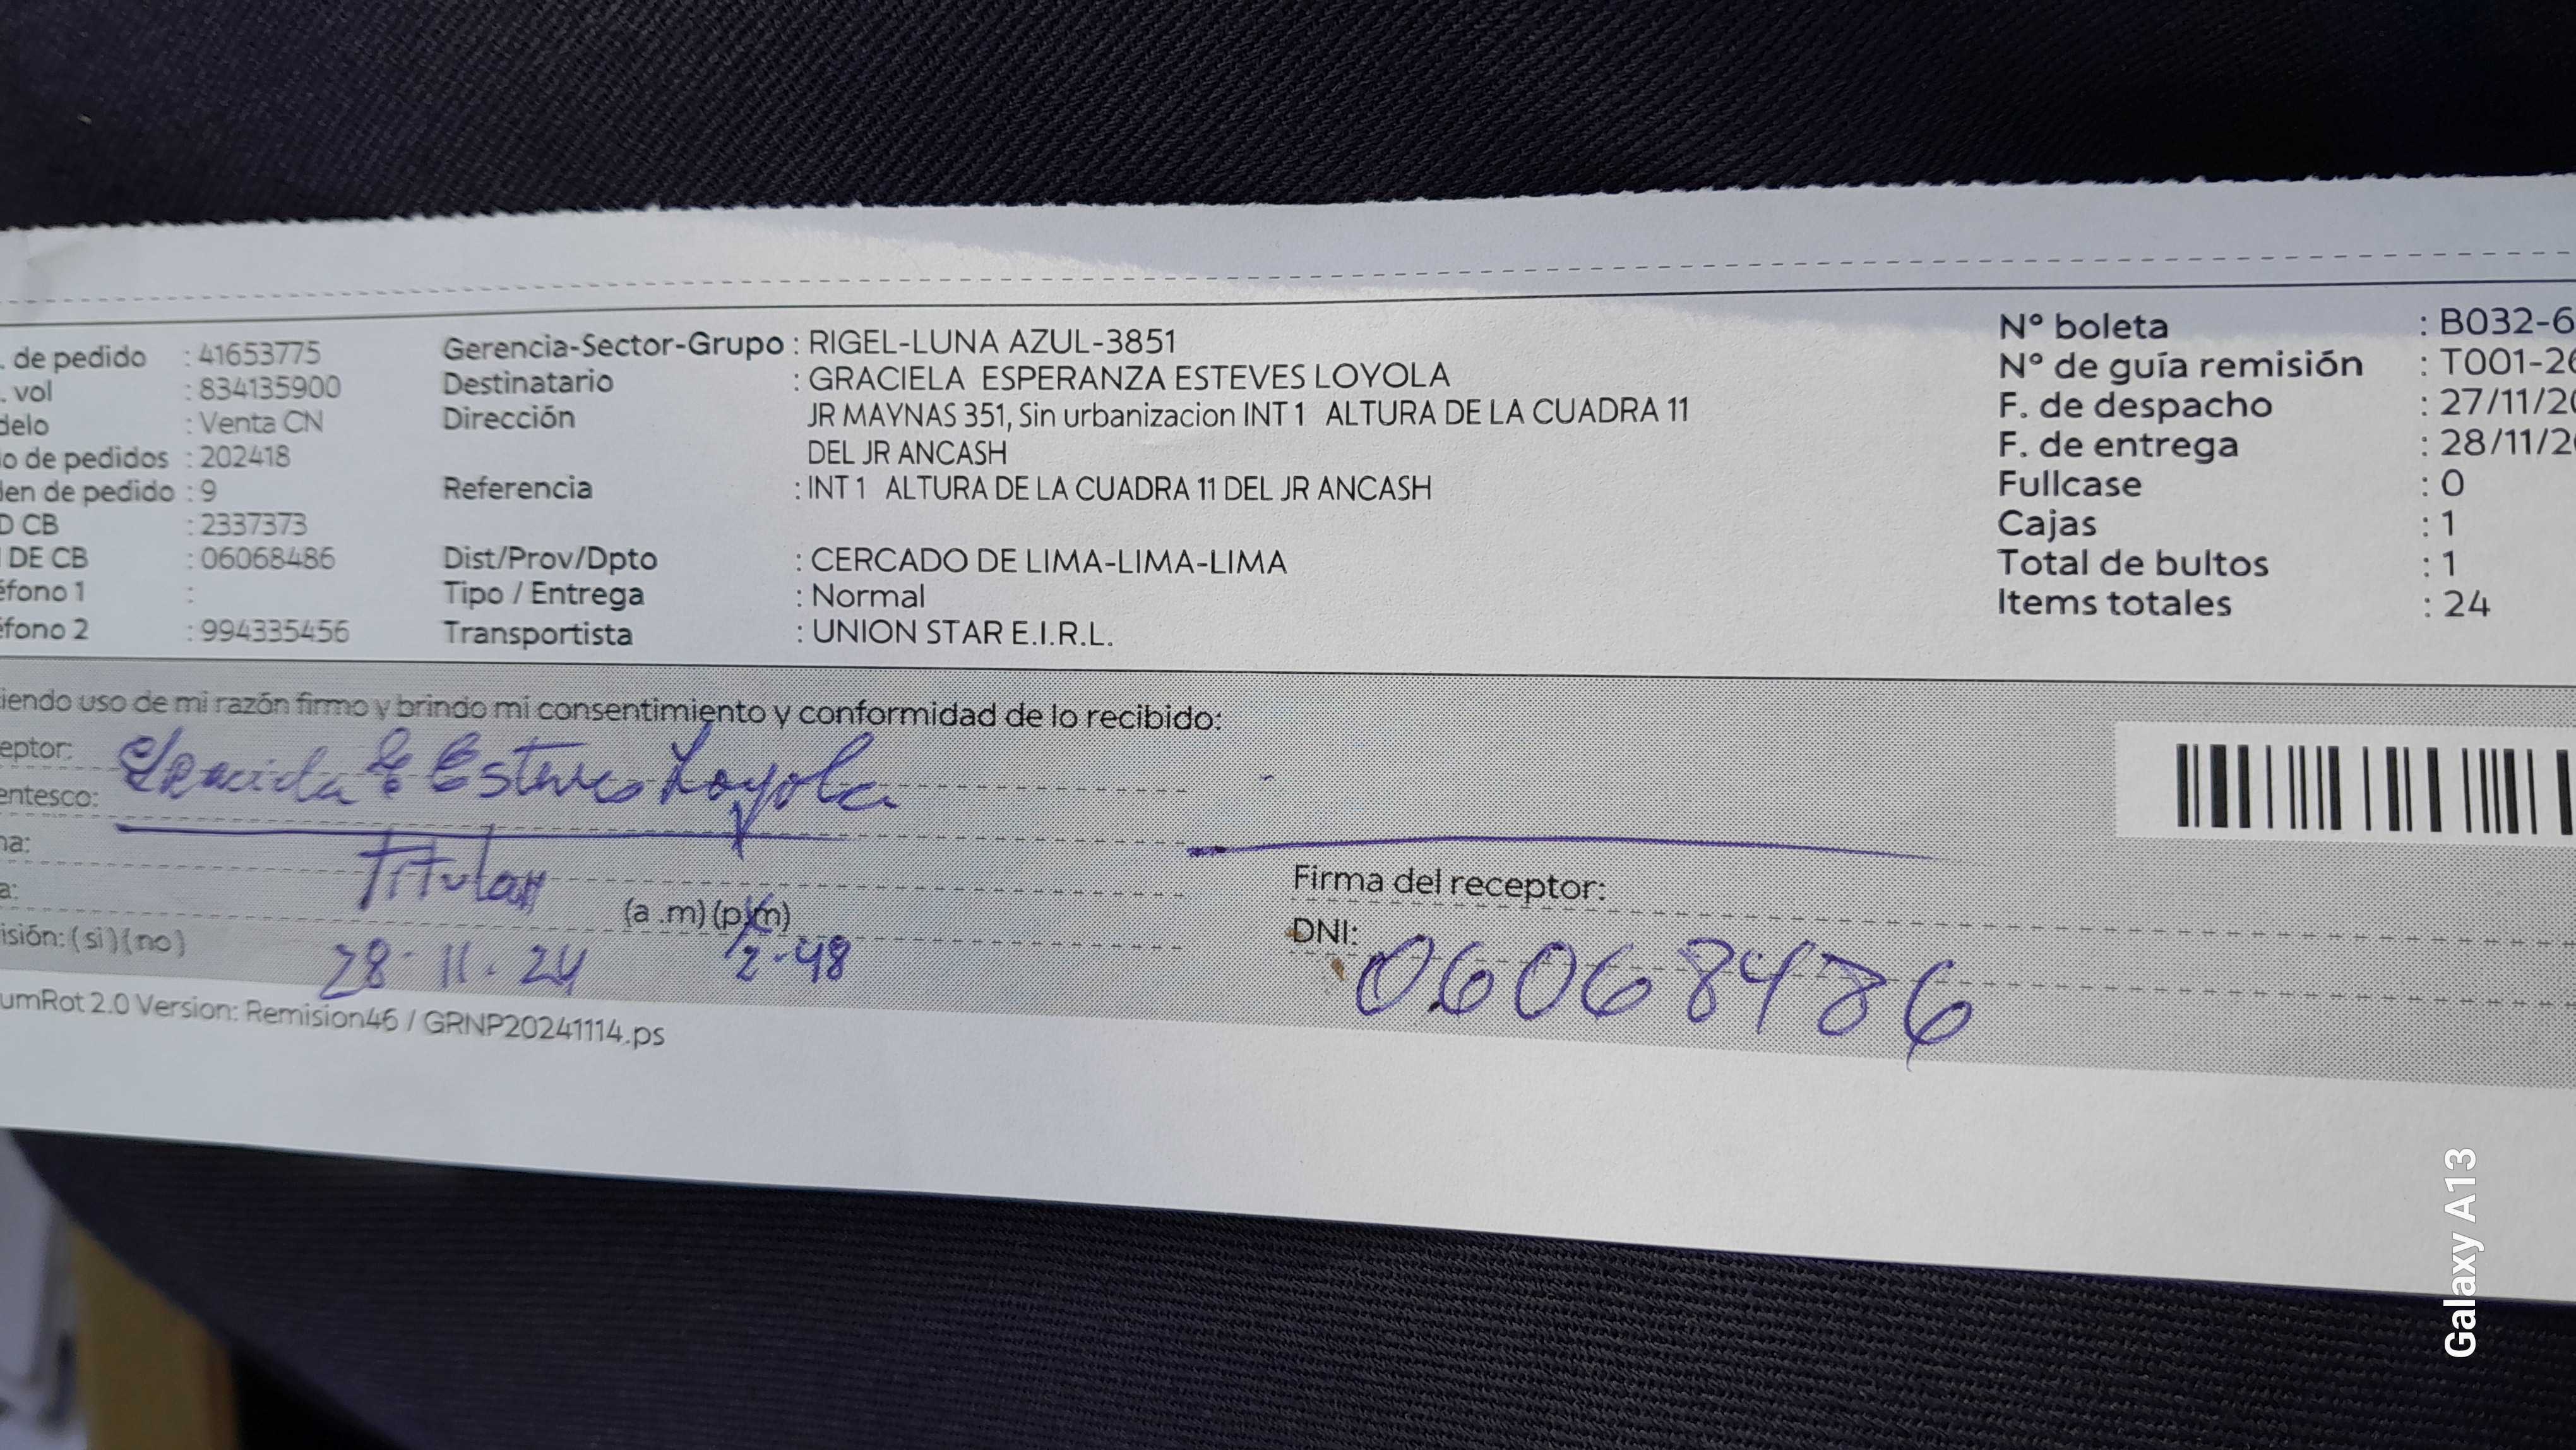 . de pedido : 41653775 Gerencia-Sector-Grupo : RIGEL-LUNA AZUL-3851 N° boleta : B032-6
. vol : 834135900 Destinatario : GRACIELA ESPERANZA ESTEVES LOYOLA N° de guía remisión : T001-26
delo : Venta CN Dirección JR MAYNAS 351, Sin urbanizacion INT 1 ALTURA DE LA CUADRA 11 F. de despacho : 27/11/20
o de pedidos : 202418 DEL JR ANCASH F. de entrega : 28/11/2
den de pedido : 9 Referencia : INT 1 ALTURA DE LA CUADRA 11 DEL JR ANCASH Fullcase : 0
D CB : 2337373 Cajas : 1
DE CB : 06068486 Dist/Prov/Dpto : CERCADO DE LIMA-LIMA-LIMA Total de bultos : 1
éfono 1 : Tipo / Entrega : Normal Items totales : 24
éfono 2 : 994335456 Transportista : UNION STAR E.I.R.L.
iendo uso de mi razón firmo y brindo mi consentimiento y conformidad de lo recibido:
eptor: Graciela E Esteves Loyola
entesco:
na: Titular
a: (a .m) (p.m) Firma del receptor:
isión: ( si ) ( no ) 28-11-24 2-48 DNI: 06068486
umRot 2.0 Version: Remision46 / GRNP20241114.ps
Galaxy A13